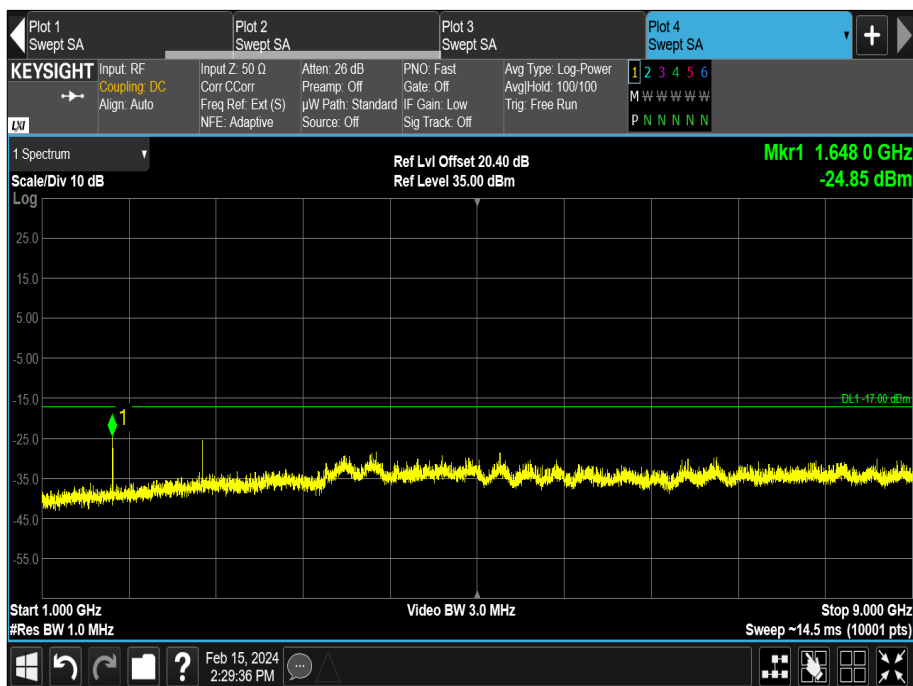 Plot 1
Swept SA
Plot 2
Swept SA
Plot 3
Swept SA
Plot 4
Swept SA
+
KEYSIGHT
LXI
Input: RF
Coupling: DC
Align: Auto
Input Z: 50 Ω
Corr CCorr
Freq Ref: Ext (S)
NFE: Adaptive
Atten: 26 dB
Preamp: Off
µW Path: Standard
Source: Off
PNO: Fast
Gate: Off
IF Gain: Low
Sig Track: Off
Avg Type: Log-Power
Avg|Hold: 100/100
Trig: Free Run
1 2 3 4 5 6
M W W W W W
P N N N N N
1 Spectrum
Scale/Div 10 dB
Ref Lvl Offset 20.40 dB
Ref Level 35.00 dBm
Mkr1 1.648 0 GHz
-24.85 dBm
Log
25.0
15.0
5.00
-5.00
-15.0
-25.0
-35.0
-45.0
-55.0
DL1 -17.00 dBm
1
Start 1.000 GHz
#Res BW 1.0 MHz
Video BW 3.0 MHz
Stop 9.000 GHz
Sweep ~14.5 ms (10001 pts)
?
Feb 15, 2024
2:29:36 PM